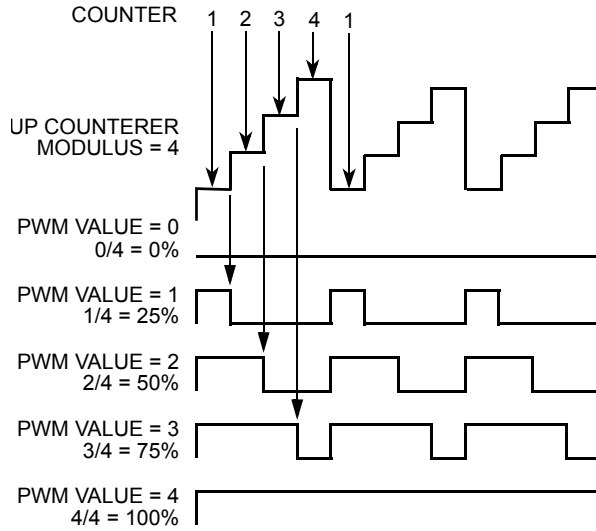 COUNTER 1 2 3 4 1
UP COUNTERER
MODULUS = 4
PWM VALUE = 0
0/4 = 0%
PWM VALUE = 1
1/4 = 25%
PWM VALUE = 2
2/4 = 50%
PWM VALUE = 3
3/4 = 75%
PWM VALUE = 4
4/4 = 100%